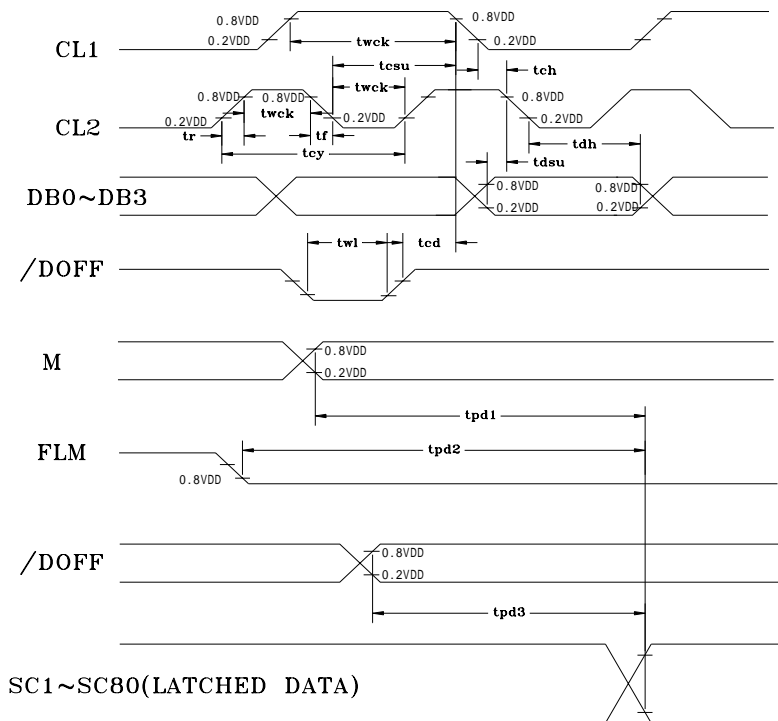 0.8VDD 0.8VDD
CL1 0.2VDD twck 0.2VDD
tcsu tch
twck
0.8VDD 0.8VDD 0.8VDD
CL2 0.2VDD twck 0.2VDD 0.2VDD
tr tf tdh
tcy tdsu
DB0~DB3 0.8VDD 0.8VDD
0.2VDD 0.2VDD
twl tcd
/DOFF
M 0.8VDD
0.2VDD
tpd1
FLM tpd2
0.8VDD
/DOFF 0.8VDD
0.2VDD
tpd3
SC1~SC80(LATCHED DATA)